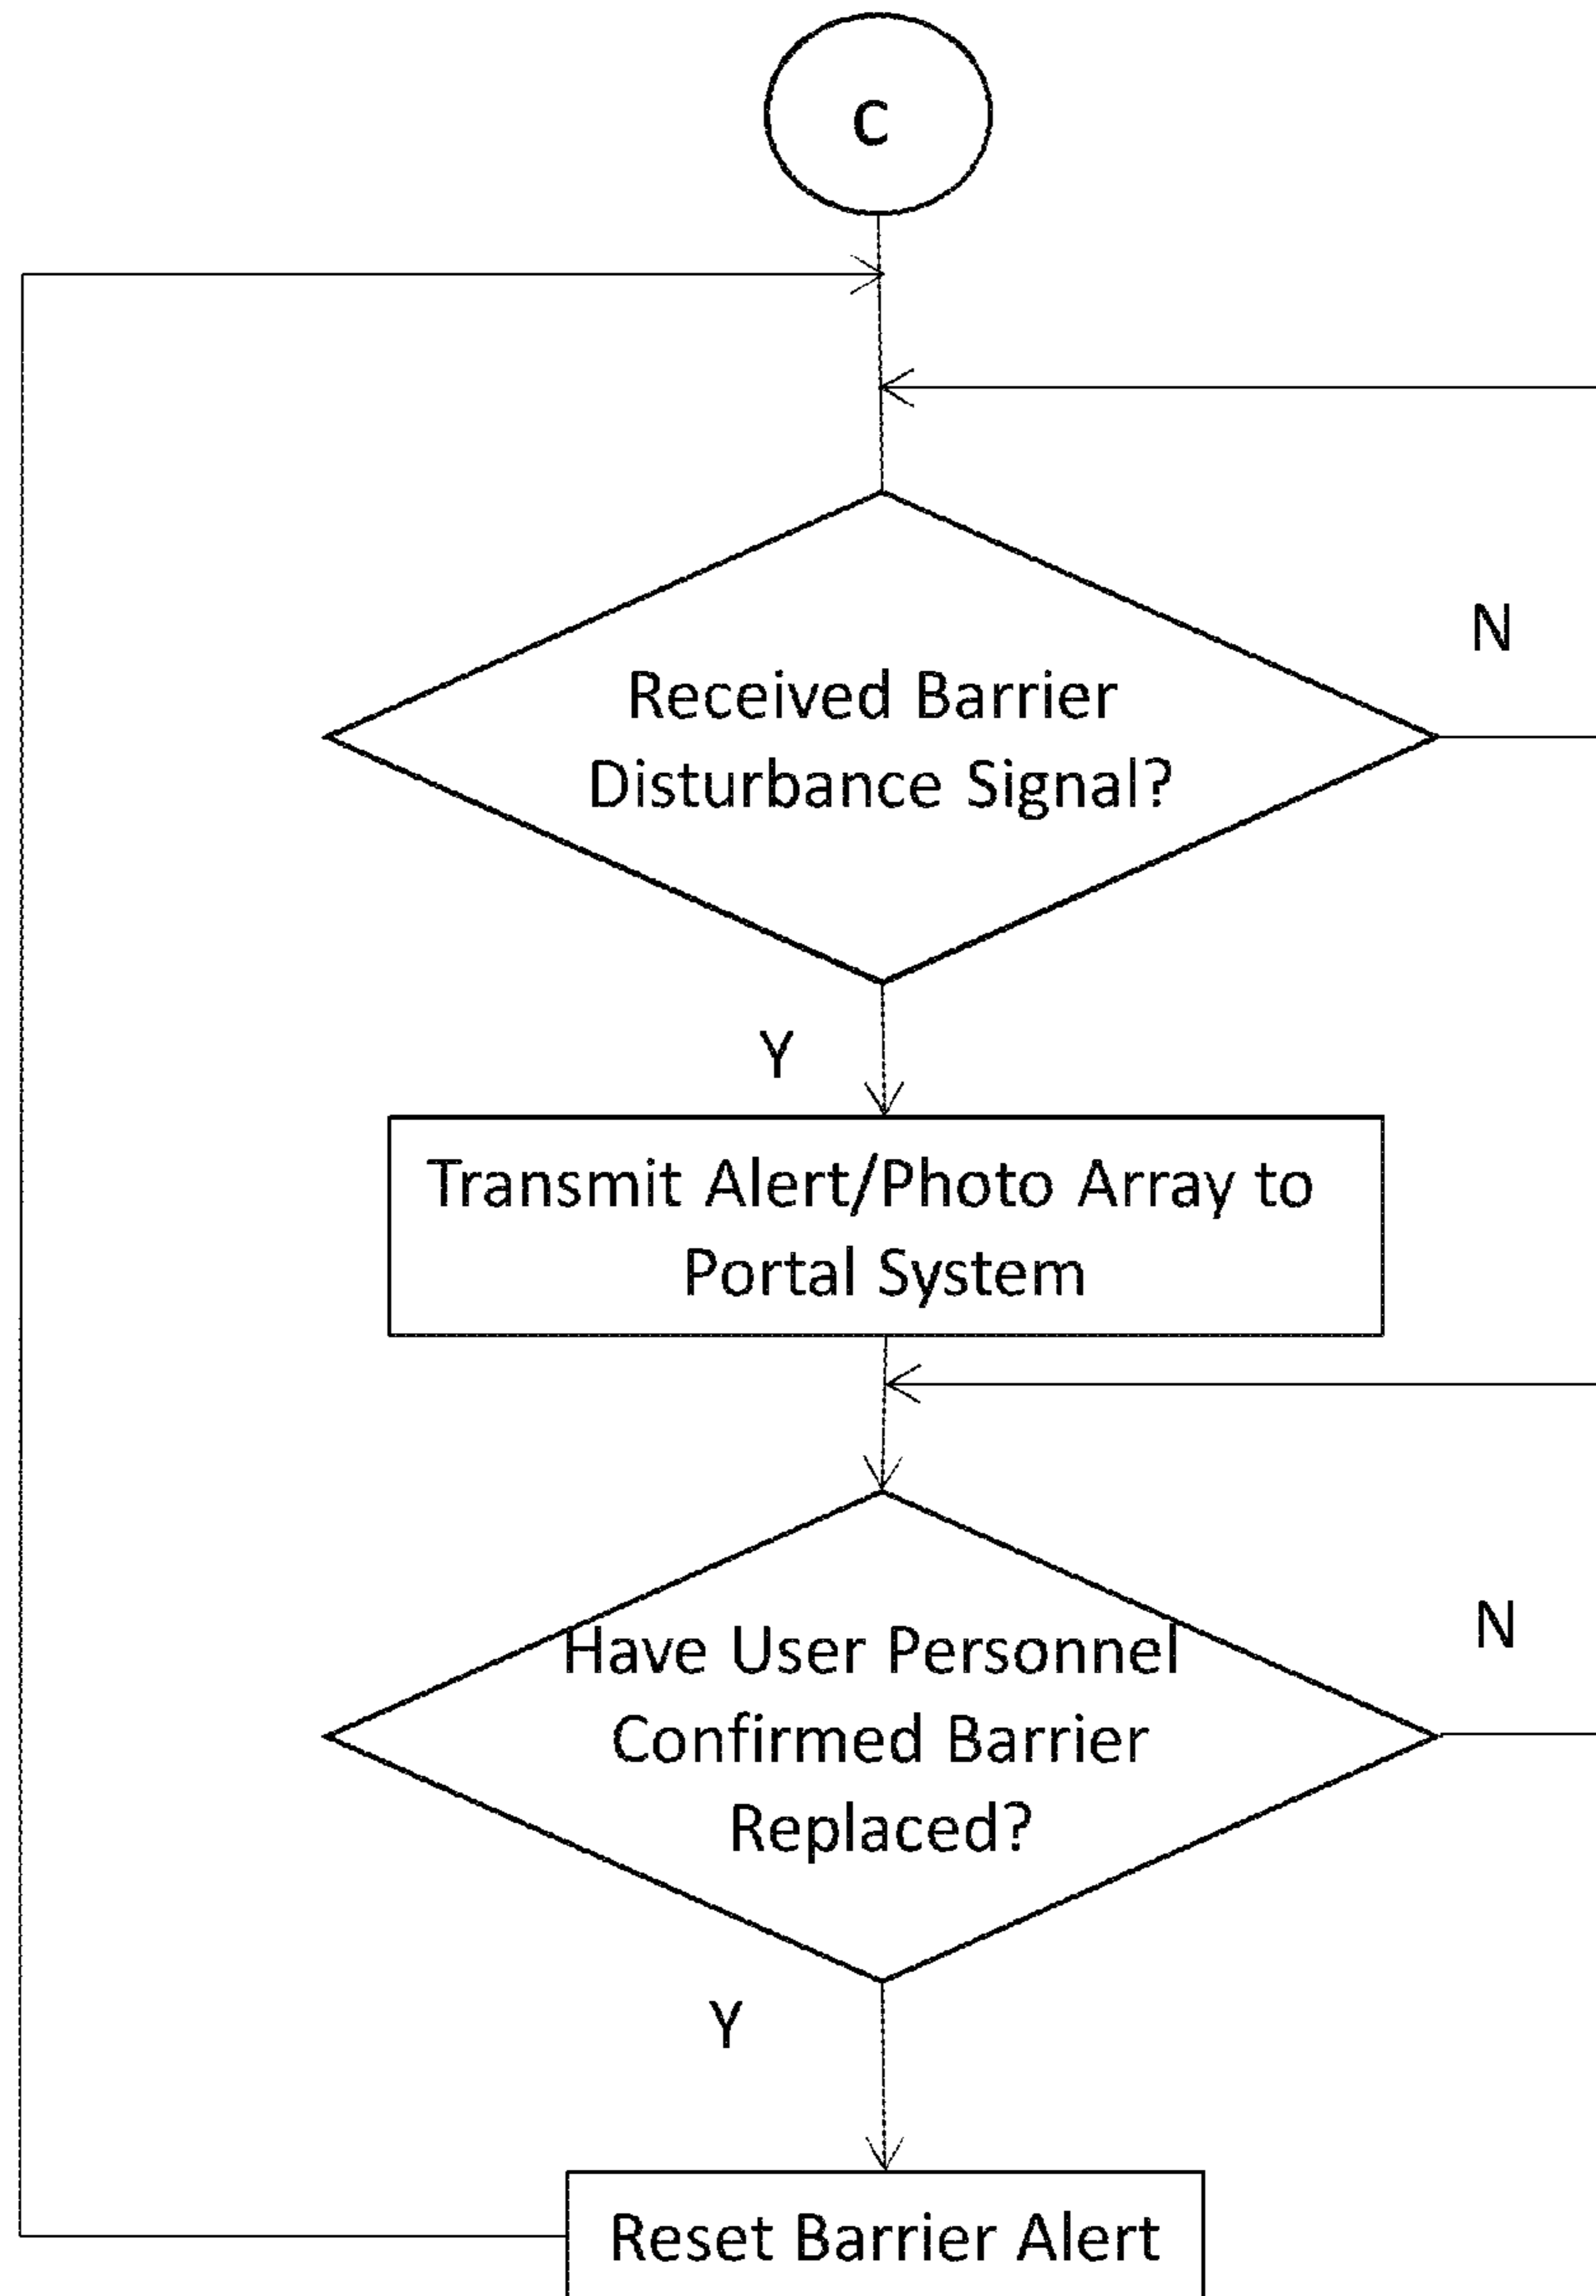 C
N
Received Barrier
Disturbance Signal?
Y
Transmit Alert/Photo Array to
Portal System
N
Have User Personnel
Confirmed Barrier
Replaced?
Y
Reset Barrier Alert